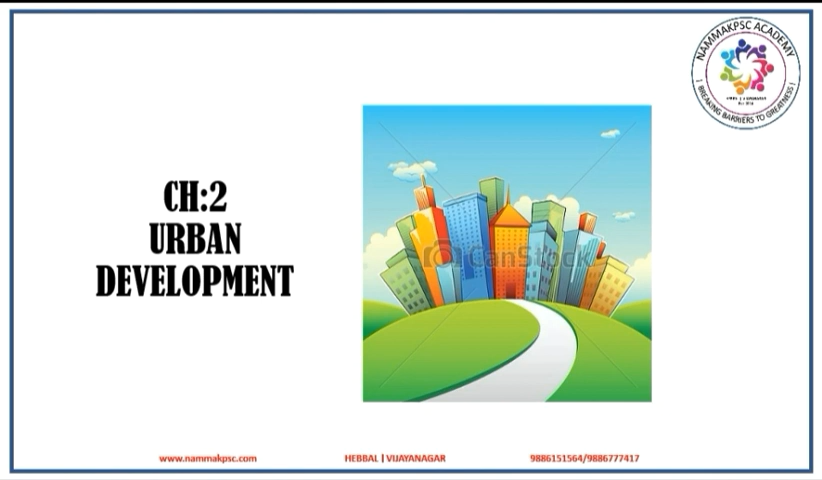 NAMMAKPSC ACADEMY
BREAKING BARRIERS TO GREATNESS
CH:2
URBAN
DEVELOPMENT
CanStock
www.nammakpsc.com HEBBAL | VIJAYANAGAR 9886151564/9886777417